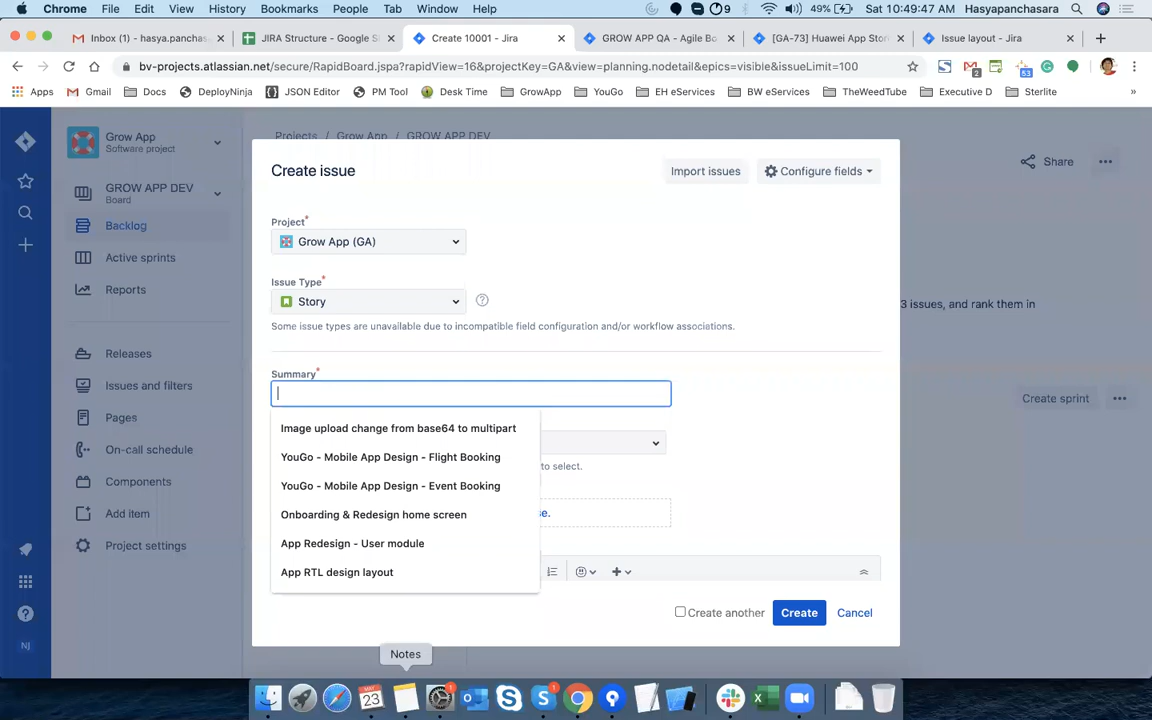 Chrome File Edit View History Bookmarks People Tab Window Help 9 49% Sat 10:49:47 AM Hasyapanchasara
Inbox (1) - hasya.panchas
JIRA Structure - Google S
Create 10001 - Jira
GROW APP QA - Agile Bo
[GA-73] Huawei App Stor
Issue layout - Jira
bv-projects.atlassian.net/secure/RapidBoard.jspa?rapidView=16&projectKey=GA&view=planning.nodetail&epics=visible&issueLimit=100
2
53
Apps Gmail Docs DeployNinja JSON Editor PM Tool Desk Time GrowApp YouGo EH eServices BW eServices TheWeedTube Executive D Sterlite »
Grow App
Software project
Projects / Grow App / GROW APP DEV
Share
GROW APP DEV
Board
Backlog
Active sprints
Reports
Releases
Issues and filters
Pages
On-call schedule
Components
Add item
Project settings
NJ
3 issues, and rank them in
Create sprint
Create issue
Import issues
Configure fields
Project*
Grow App (GA)
Issue Type*
Story
Some issue types are unavailable due to incompatible field configuration and/or workflow associations.
Summary*
Image upload change from base64 to multipart
YouGo - Mobile App Design - Flight Booking
YouGo - Mobile App Design - Event Booking
Onboarding & Redesign home screen
App Redesign - User module
App RTL design layout
to select.
se.
Create another
Create
Cancel
Notes
MAY
23
1
1